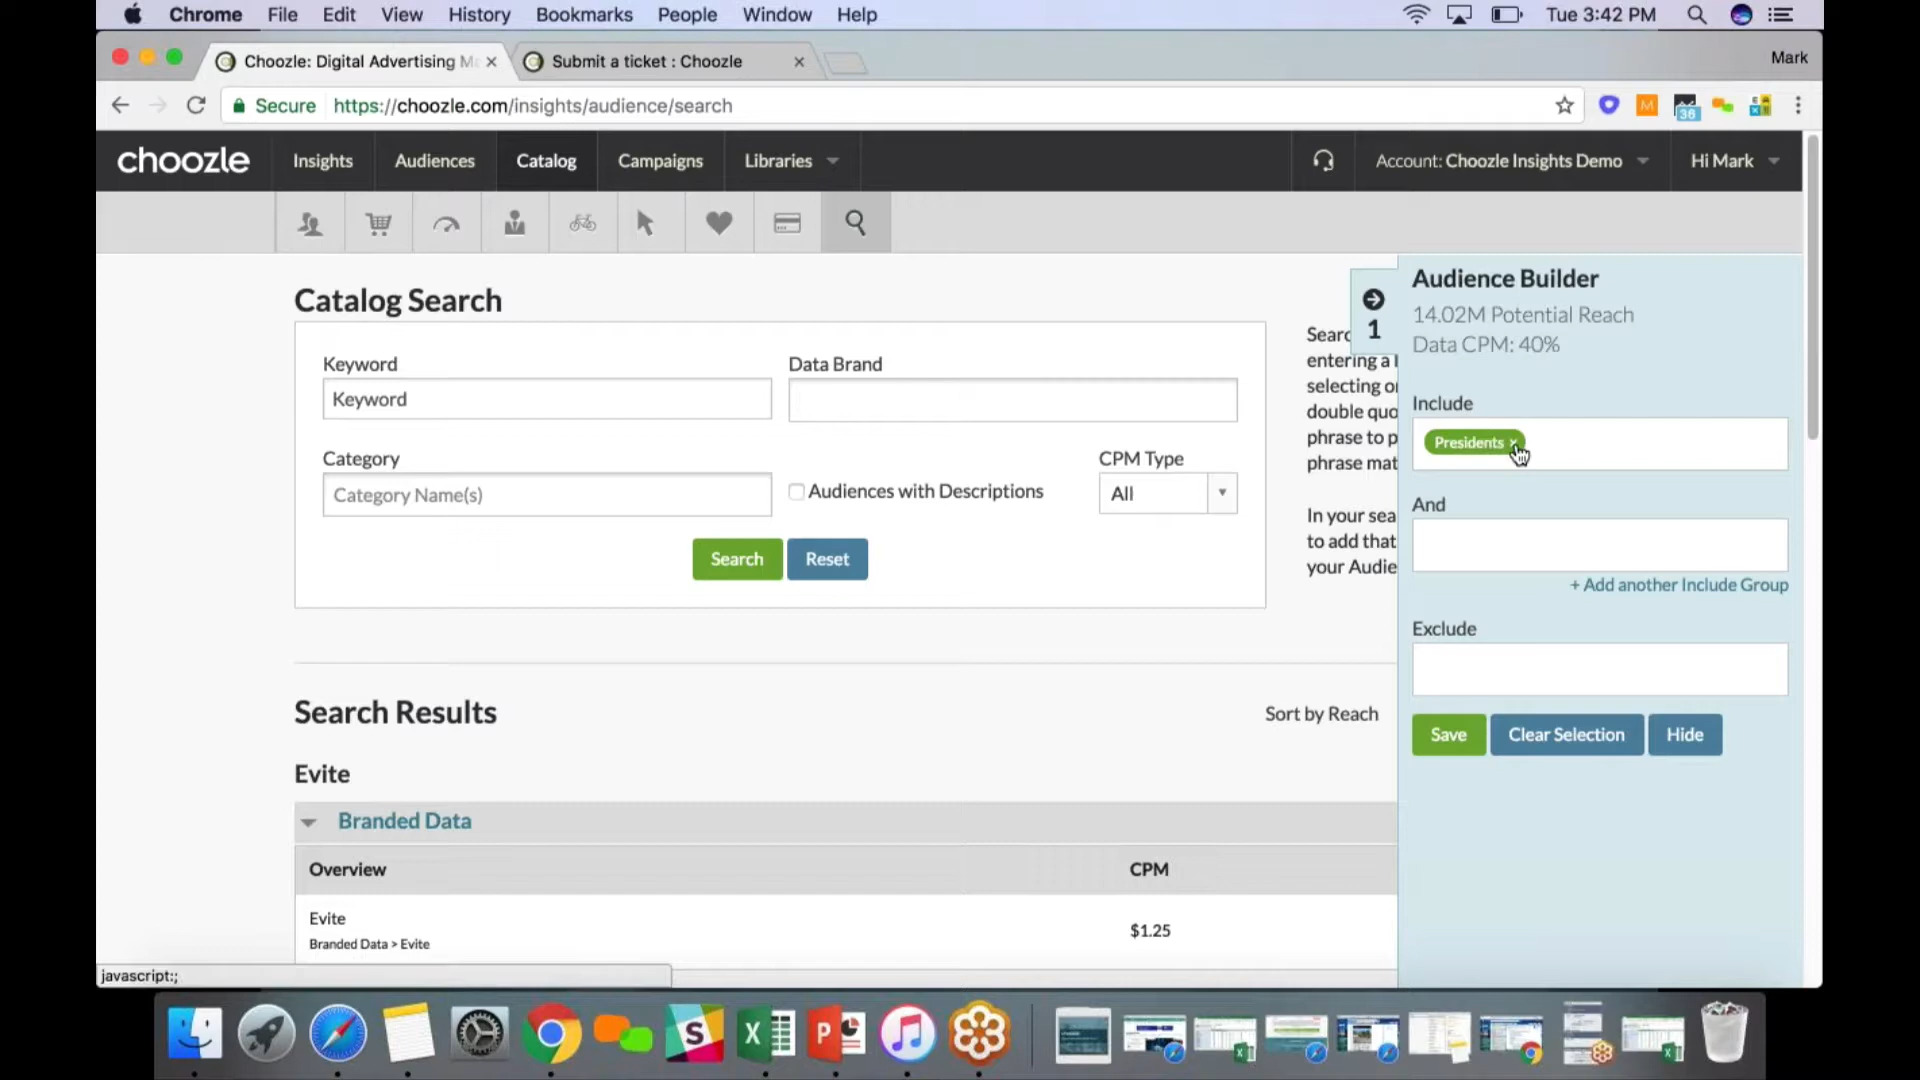 Chrome File Edit View History Bookmarks People Window Help Tue 3:42 PM
Choozle: Digital Advertising Ma Submit a ticket : Choozle Mark
Secure https://choozle.com/insights/audience/search 36
choozle Insights Audiences Catalog Campaigns Libraries Account: Choozle Insights Demo Hi Mark
Catalog Search
Keyword
Keyword
Data Brand
Category
Category Name(s)
Audiences with Descriptions
CPM Type
All
Search Reset
entering a
double quo
phrase to p
phrase mat
In your sea
to add that
your Audie
1
Audience Builder
14.02M Potential Reach
Data CPM: 40%
Include
Presidents ×
And
+ Add another Include Group
Exclude
Save Clear Selection Hide
Search Results
Sort by Reach
Evite
Branded Data
Overview CPM
Evite
Branded Data > Evite
$1.25
javascript:;